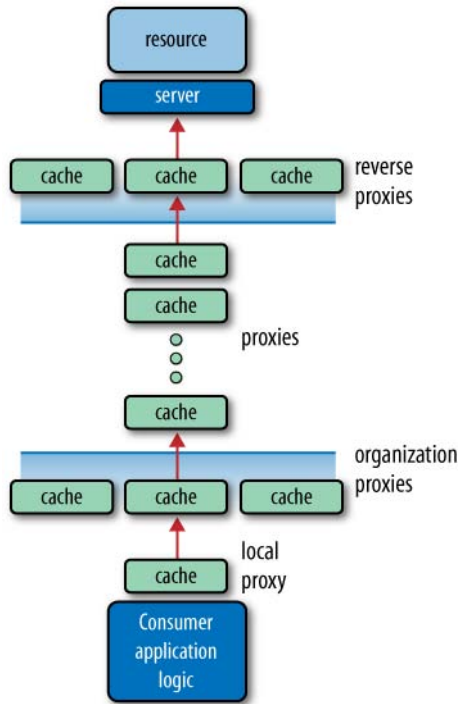 resource
server
cache
cache
cache
reverse
proxies
cache
cache
proxies
cache
organization
proxies
cache
cache
cache
local
proxy
cache
Consumer
application
logic